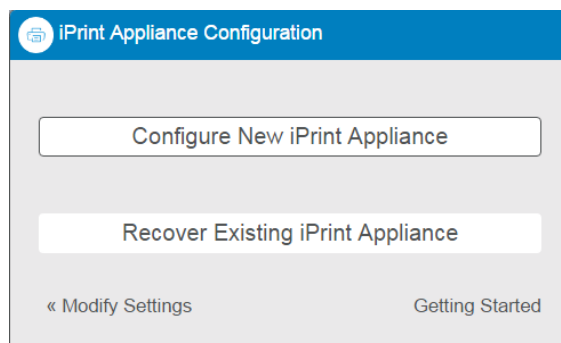 iPrint Appliance Configuration
Configure New iPrint Appliance
Recover Existing iPrint Appliance
« Modify Settings Getting Started